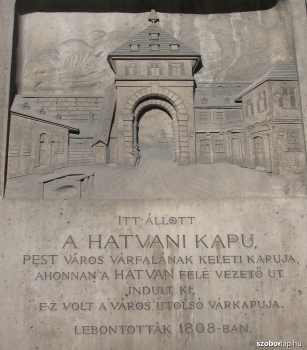 ITT ÁLLOTT
A HATVANI KAPU,
PEST VÁROS VÁRFALÁNAK KELETI KAPUJA,
AHONNAN A HATVAN FELÉ VEZETŐ ÚT
INDULT KI,
EZ VOLT A VÁROS UTOLSÓ VÁRKAPUJA.
LEBONTOTTÁK 1808-BAN.
szoborlap.hu